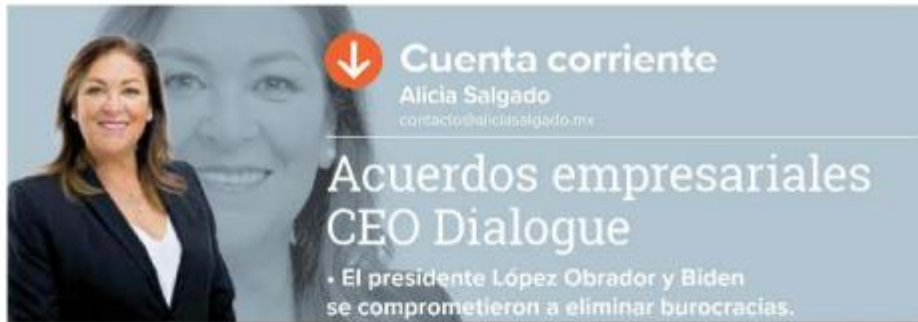 Cuenta corriente
Alicia Salgado
contacto@aliciasalgado.mx
Acuerdos empresariales
CEO Dialogue
• El presidente López Obrador y Biden
se comprometieron a eliminar burocracias.